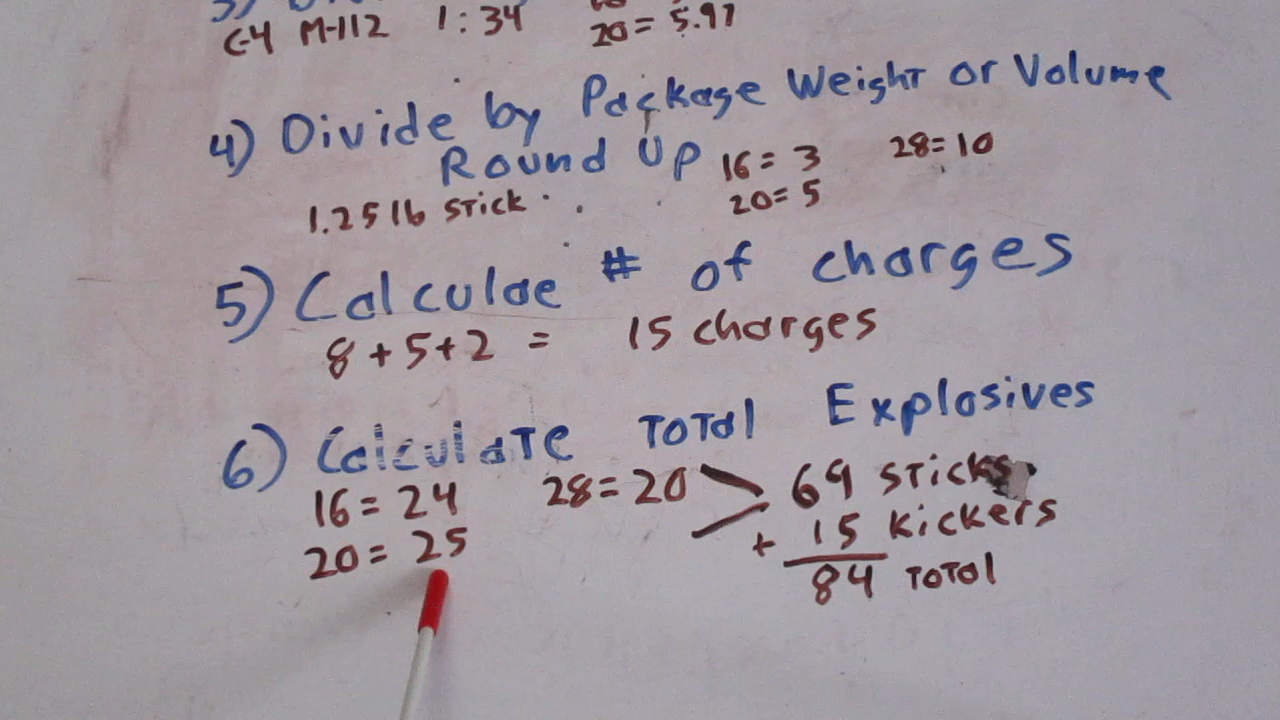 C-4 M-112 1:34 20= 5.97
4) Divide by Package Weight or Volume
Round Up 16= 3 28=10
1.25 lb stick 20= 5
5) Calculae # of charges
8+5+2 = 15 charges
6) Calculate Total Explosives
16= 24 28=20 69 sticks
20= 25 + 15 kickers
84 Total